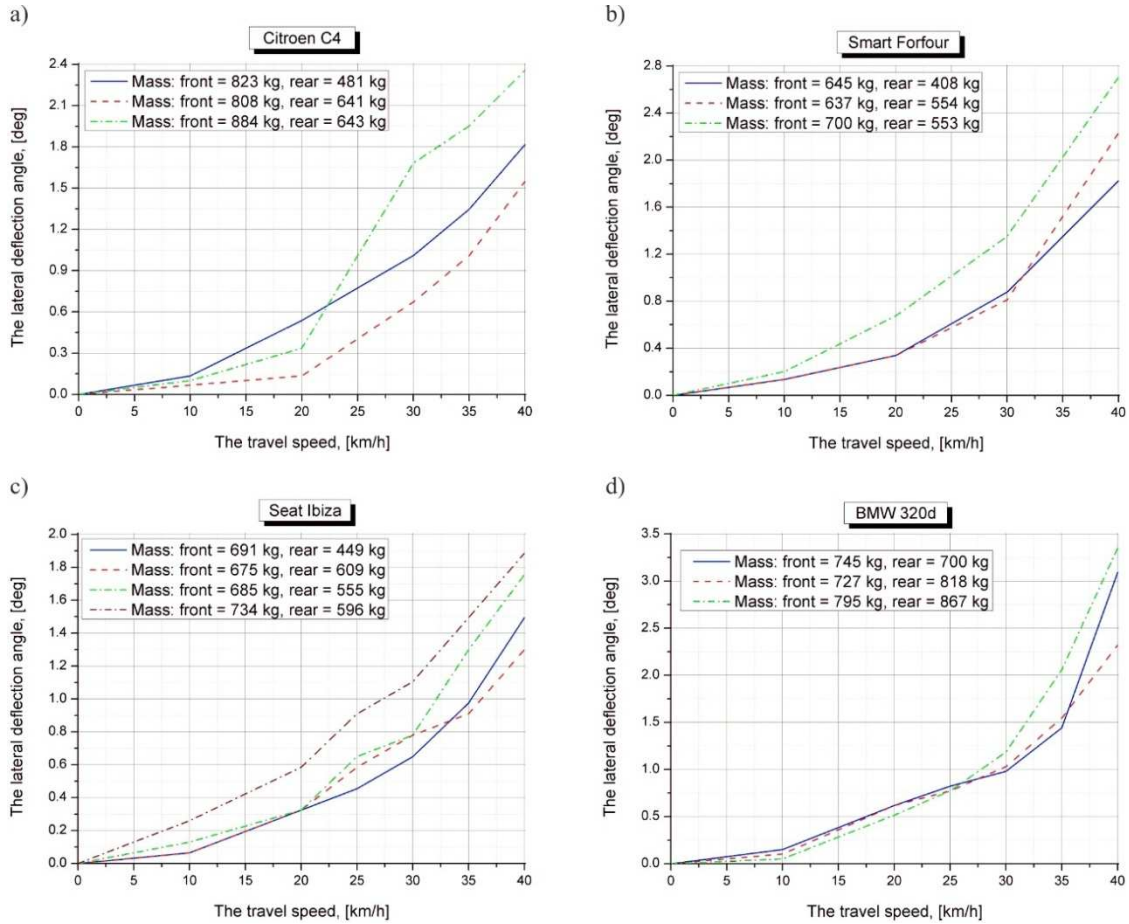 a)
Citroen C4
Mass: front = 823 kg, rear = 481 kg
Mass: front = 808 kg, rear = 641 kg
Mass: front = 884 kg, rear = 643 kg
The lateral deflection angle, [deg]
2.4
2.1
1.8
1.5
1.2
0.9
0.6
0.3
0.0
0 5 10 15 20 25 30 35 40
The travel speed, [km/h]
b)
Smart Forfour
Mass: front = 645 kg, rear = 408 kg
Mass: front = 637 kg, rear = 554 kg
Mass: front = 700 kg, rear = 553 kg
The lateral deflection angle, [deg]
2.8
2.4
2.0
1.6
1.2
0.8
0.4
0.0
0 5 10 15 20 25 30 35 40
The travel speed, [km/h]
c)
Seat Ibiza
Mass: front = 691 kg, rear = 449 kg
Mass: front = 675 kg, rear = 609 kg
Mass: front = 685 kg, rear = 555 kg
Mass: front = 734 kg, rear = 596 kg
The lateral deflection angle, [deg]
2.0
1.8
1.6
1.4
1.2
1.0
0.8
0.6
0.4
0.2
0.0
0 5 10 15 20 25 30 35 40
The travel speed, [km/h]
d)
BMW 320d
Mass: front = 745 kg, rear = 700 kg
Mass: front = 727 kg, rear = 818 kg
Mass: front = 795 kg, rear = 867 kg
The lateral deflection angle, [deg]
3.5
3.0
2.5
2.0
1.5
1.0
0.5
0.0
0 5 10 15 20 25 30 35 40
The travel speed, [km/h]